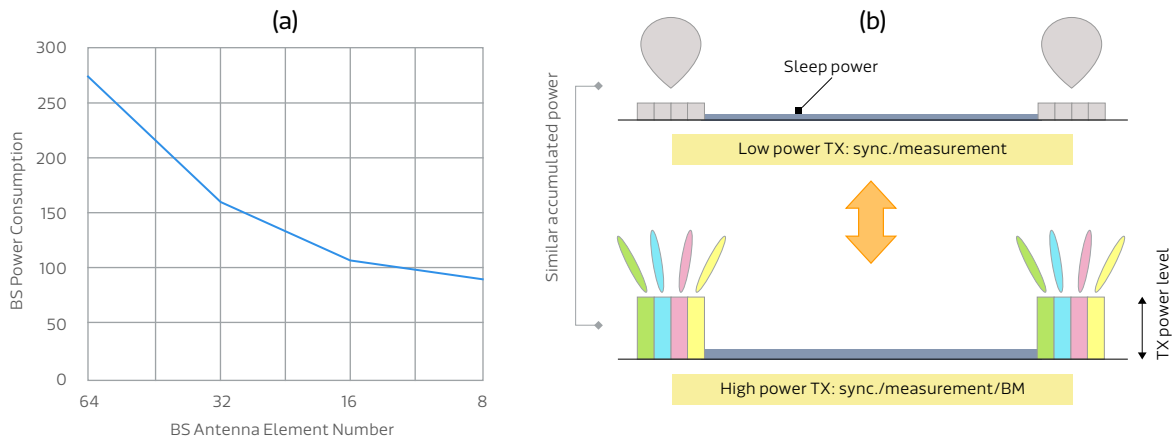 (a)
300
250
200
150
100
50
0
64
32
16
8
BS Power Consumption
BS Antenna Element Number
(b)
Similar accumulated power
Sleep power
Low power TX: sync./measurement
TX power level
High power TX: sync./measurement/BM